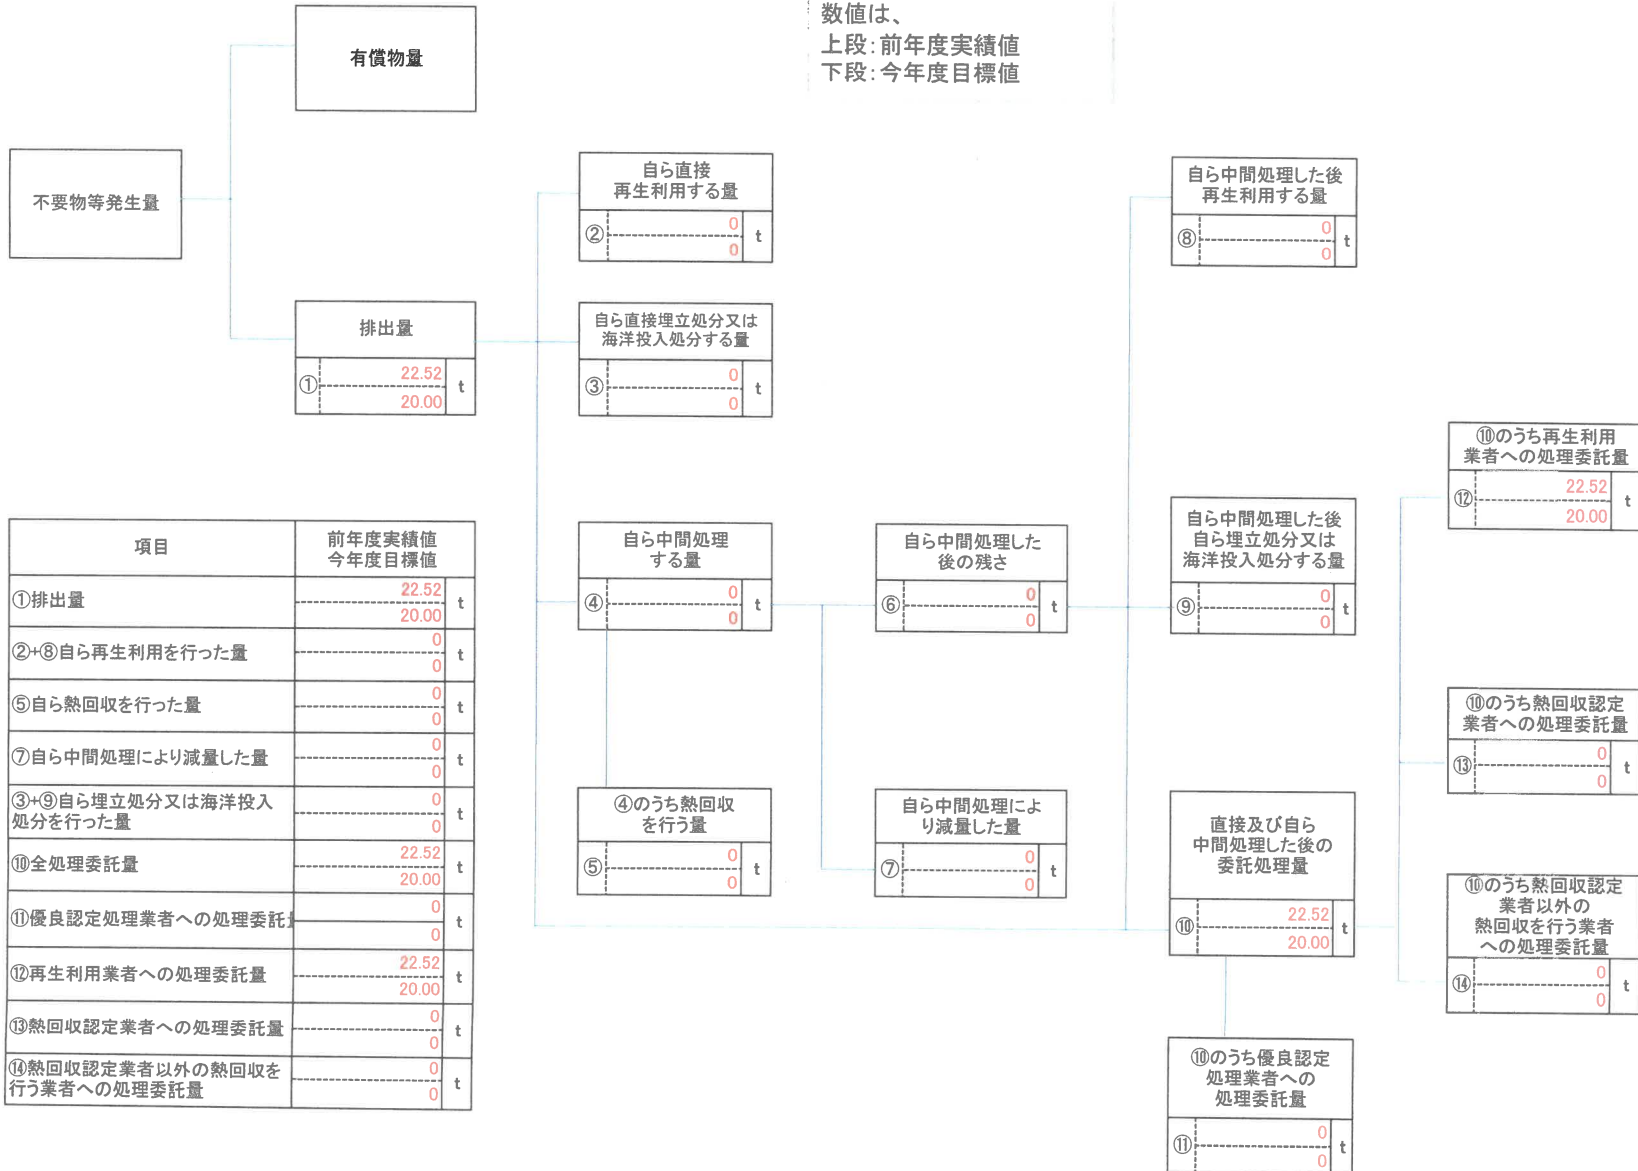 数値は、
上段：前年度実績値
下段：今年度目標値
有償物量
不要物等発生量
排出量
①
22.52
20.00
t
自ら直接
再生利用する量
②
0
0
t
自ら直接埋立処分又は
海洋投入処分する量
③
0
0
t
自ら中間処理
する量
④
0
0
t
④のうち熱回収
を行う量
⑤
0
0
t
自ら中間処理した
後の残さ
⑥
0
0
t
自ら中間処理によ
り減量した量
⑦
0
0
t
自ら中間処理した後
再生利用する量
⑧
0
0
t
自ら中間処理した後
自ら埋立処分又は
海洋投入処分する量
⑨
0
0
t
直接及び自ら
中間処理した後の
委託処理量
⑩
22.52
20.00
t
⑩のうち優良認定
処理業者への
処理委託量
⑪
0
0
t
⑩のうち再生利用
業者への処理委託量
⑫
22.52
20.00
t
⑩のうち熱回収認定
業者への処理委託量
⑬
0
0
t
⑩のうち熱回収認定
業者以外の
熱回収を行う業者
への処理委託量
⑭
0
0
t
項目
前年度実績値
今年度目標値
①排出量
22.52
20.00
t
②+⑧自ら再生利用を行った量
0
0
t
⑤自ら熱回収を行った量
0
0
t
⑦自ら中間処理により減量した量
0
0
t
③+⑨自ら埋立処分又は海洋投入
処分を行った量
0
0
t
⑩全処理委託量
22.52
20.00
t
⑪優良認定処理業者への処理委託
0
0
t
⑫再生利用業者への処理委託量
22.52
20.00
t
⑬熱回収認定業者への処理委託量
0
0
t
⑭熱回収認定業者以外の熱回収を
行う業者への処理委託量
0
0
t